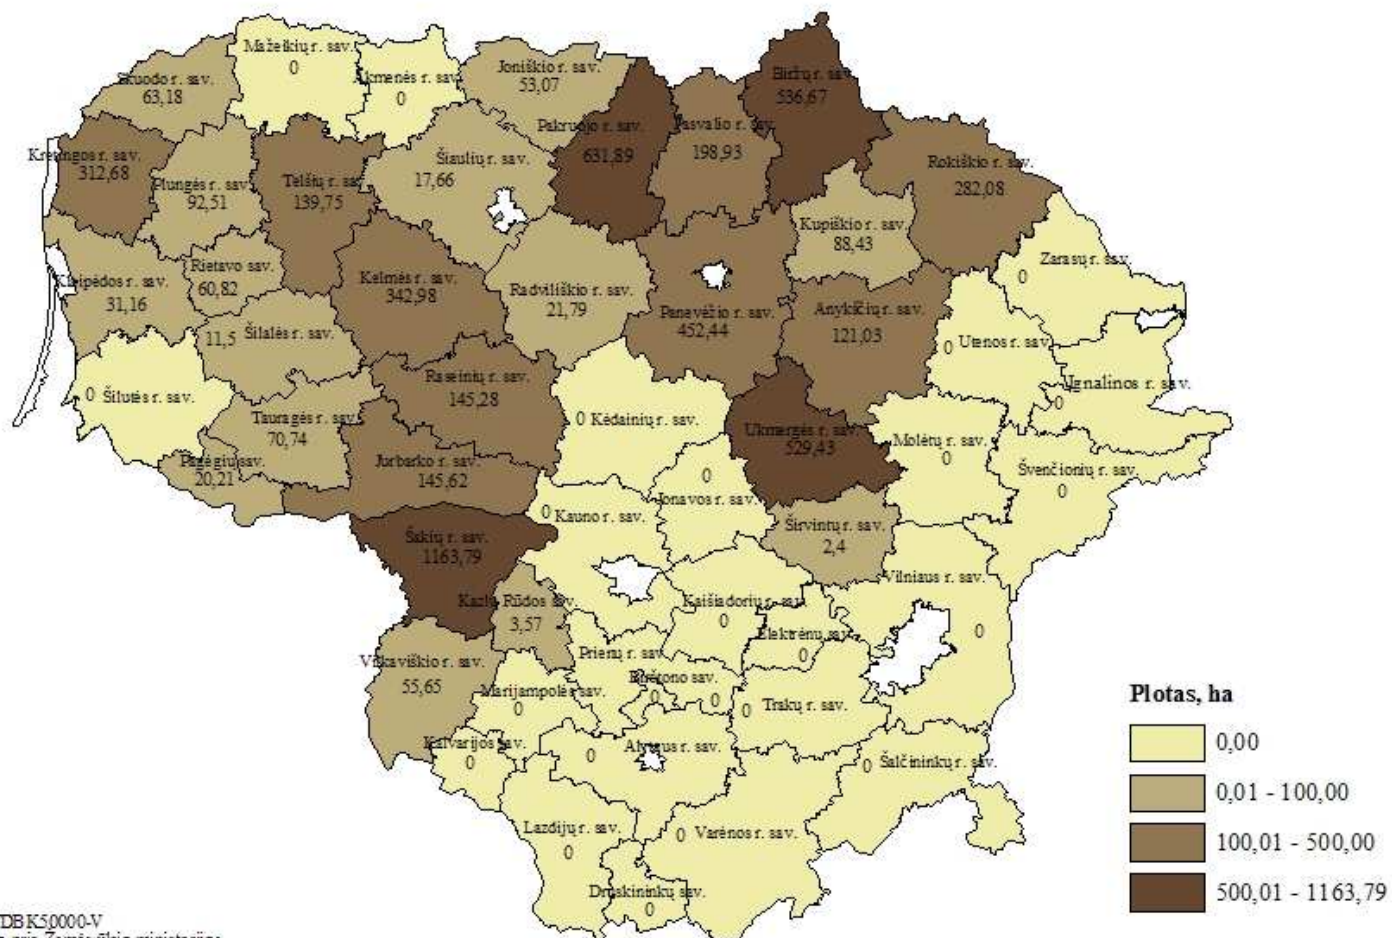 Mažeikių r. sav.
0
Skuodo r. sav.
63,18
Akmenės r. sav.
0
Joniškio r. sav.
53,07
Biržų r. sav.
536,67
Pakruojo r. sav.
631,89
Pasvalio r. sav.
198,93
Kretingos r. sav.
312,68
Plungės r. sav.
92,51
Telšių r. sav.
139,75
Šiaulių r. sav.
17,66
Rokiškio r. sav.
282,08
Kupiškio r. sav.
88,43
Klaipėdos r. sav.
31,16
Rietavo sav.
60,82
Kelmės r. sav.
342,98
Radviliškio r. sav.
21,79
Panevėžio r. sav.
452,44
Anykščių r. sav.
121,03
Zarasų r. sav.
0
Utenos r. sav.
0
Ignalinos r. sav.
0
11,5 Šilalės r. sav.
0 Šilutės r. sav.
Tauragės r. sav.
70,74
Raseinių r. sav.
145,28
0 Kėdainių r. sav.
Ukmergės r. sav.
529,43
Molėtų r. sav.
0
Švenčionių r. sav.
0
Pagėgių sav.
20,21
Jurbarko r. sav.
145,62
0
Jonavos r. sav.
0 Kauno r. sav.
Širvintų r. sav.
2,4
Šakių r. sav.
1163,79
Vilniaus r. sav.
0
Kazlų Rūdos sav.
3,57
Kaišiadorių r. sav.
0
Elektrėnų sav.
0
Vilkaviškio r. sav.
55,65
Prienų r. sav.
0
Birštono sav.
0
Marijampolės sav.
0
0 Trakų r. sav.
Kalvarijos sav.
0
Alytaus r. sav.
0
0 Šalčininkų r. sav.
Lazdijų r. sav.
0
0 Varėnos r. sav.
Druskininkų sav.
0
Plotas, ha
0,00
0,01 - 100,00
100,01 - 500,00
500,01 - 1163,79
DBK50000-V